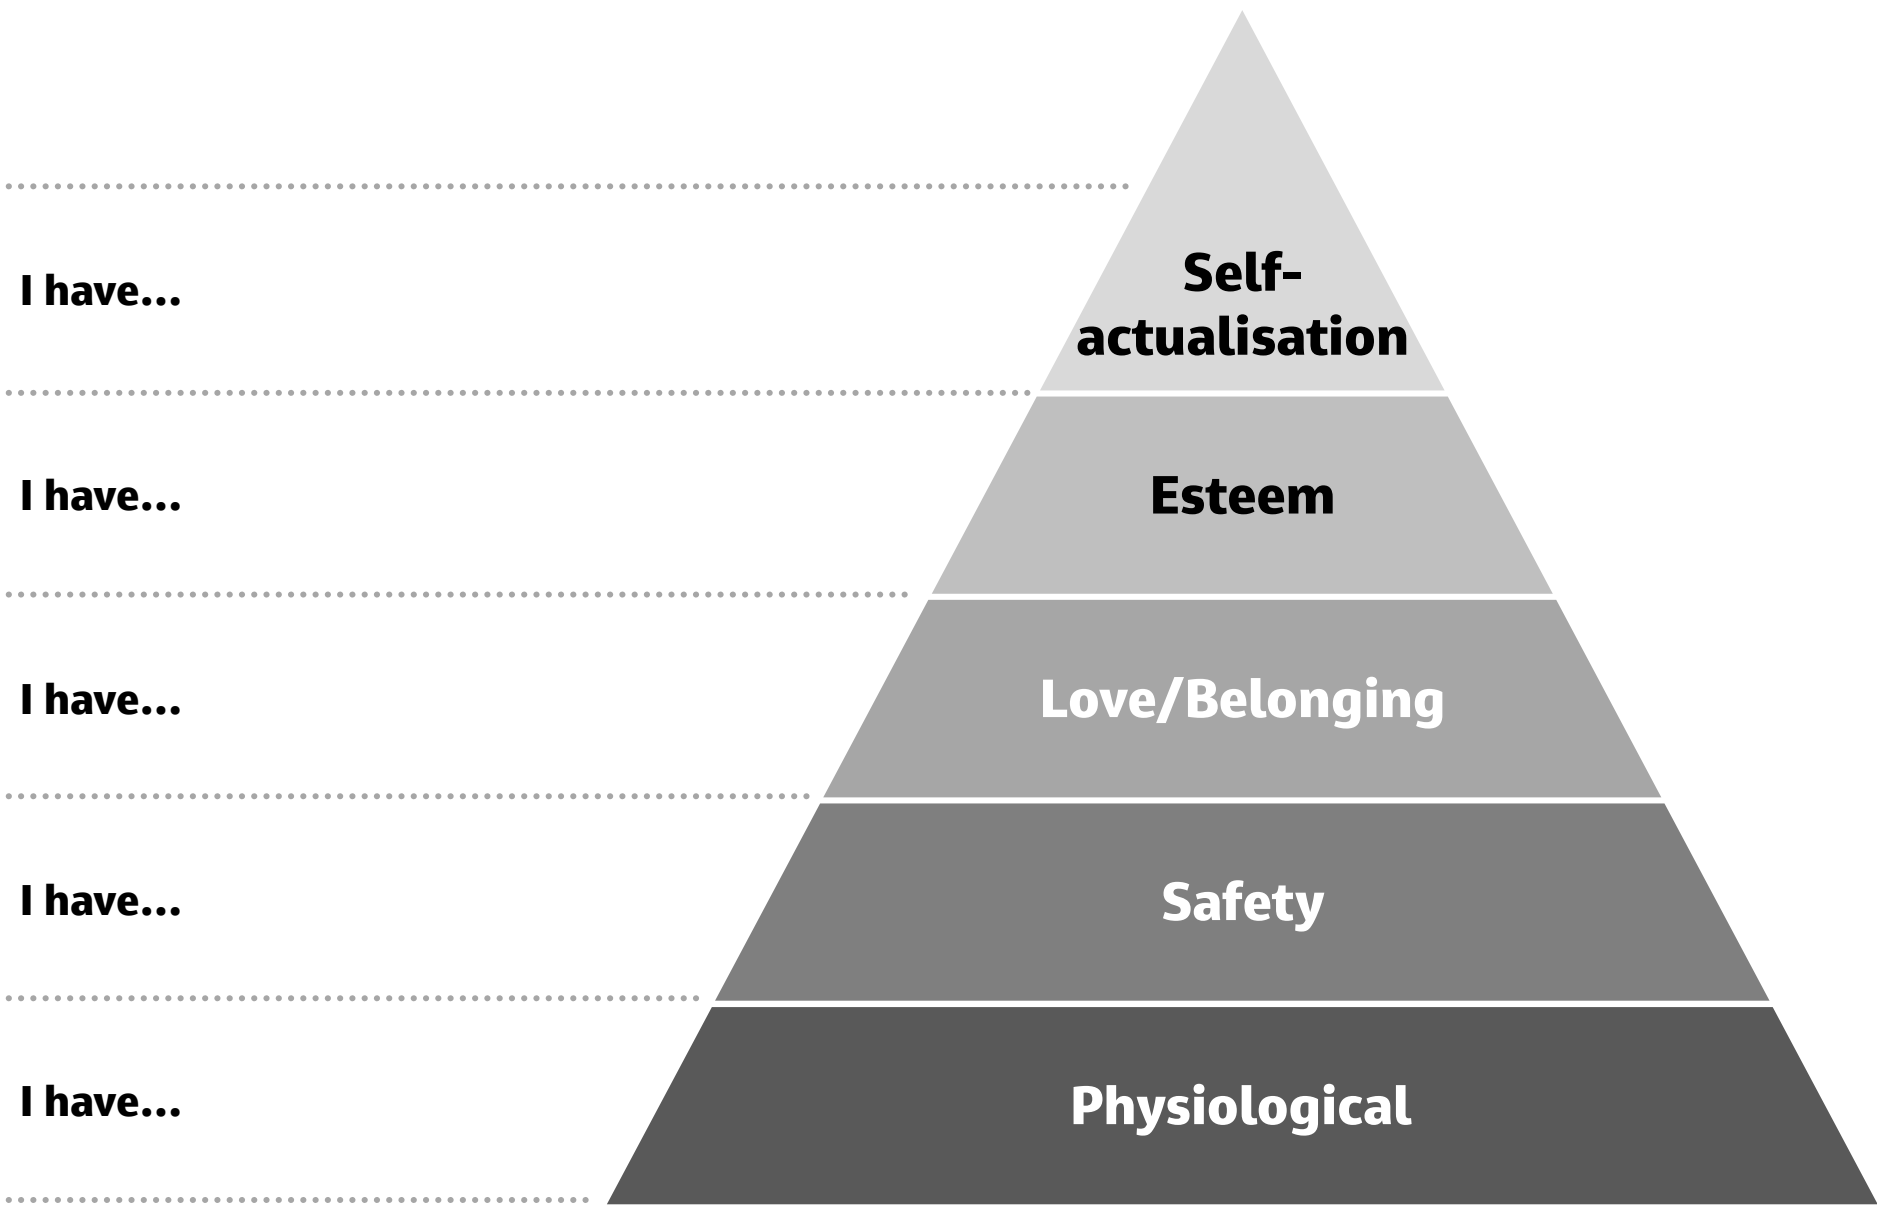 I have...
Self-
actualisation
I have...
Esteem
I have...
Love/Belonging
I have...
Safety
I have...
Physiological